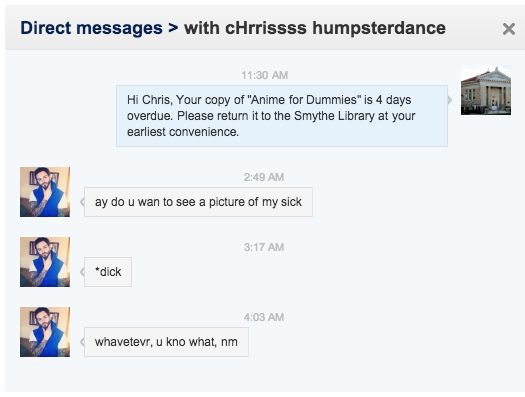 Direct messages > with cHrrissss humpsterdance
11:30 AM
Hi Chris, Your copy of "Anime for Dummies" is 4 days
overdue. Please return it to the Smythe Library at your
earliest convenience.
2:49 AM
ay do u wan to see a picture of my sick
3:17 AM
*dick
4:03 AM
whavetevr, u kno what, nm